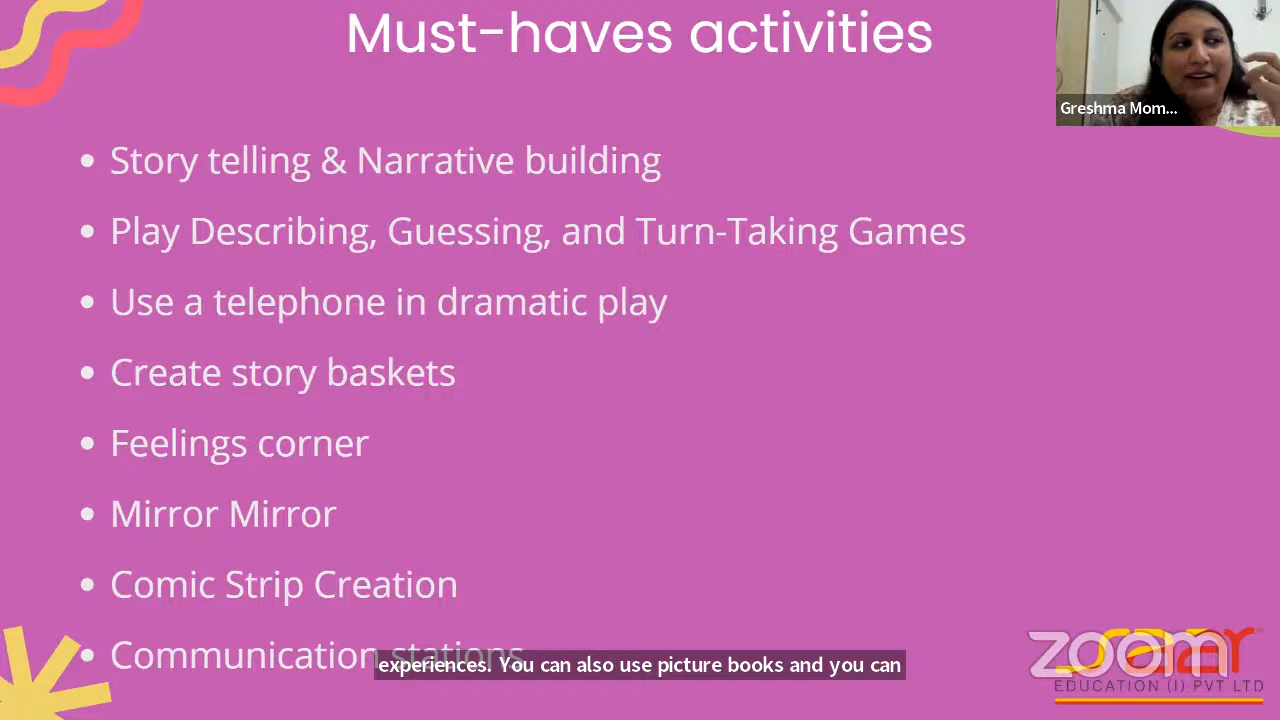 Must-haves activities
Greshma Mom...
• Story telling & Narrative building
• Play Describing, Guessing, and Turn-Taking Games
• Use a telephone in dramatic play
• Create story baskets
• Feelings corner
• Mirror Mirror
• Comic Strip Creation
• Communication stations
experiences. You can also use picture books and you can
zoom
EDUCATION (I) PVT LTD